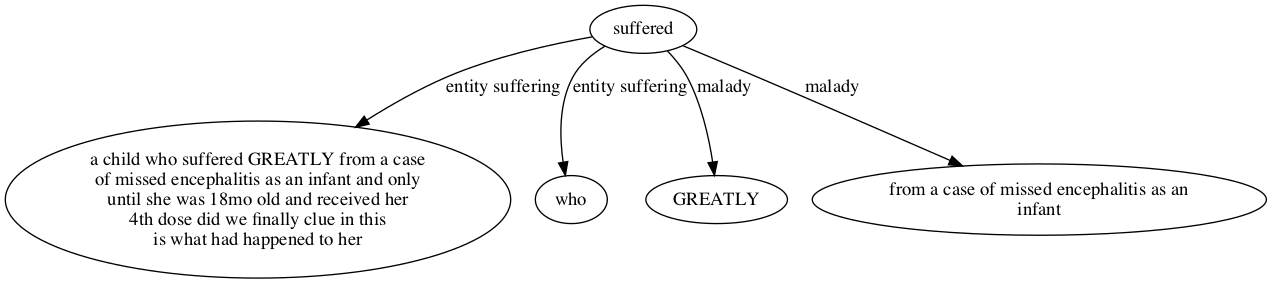 suffered
entity suffering
entity suffering
malady
malady
a child who suffered GREATLY from a case
of missed encephalitis as an infant and only
until she was 18mo old and received her
4th dose did we finally clue in this
is what had happened to her
who
GREATLY
from a case of missed encephalitis as an
infant